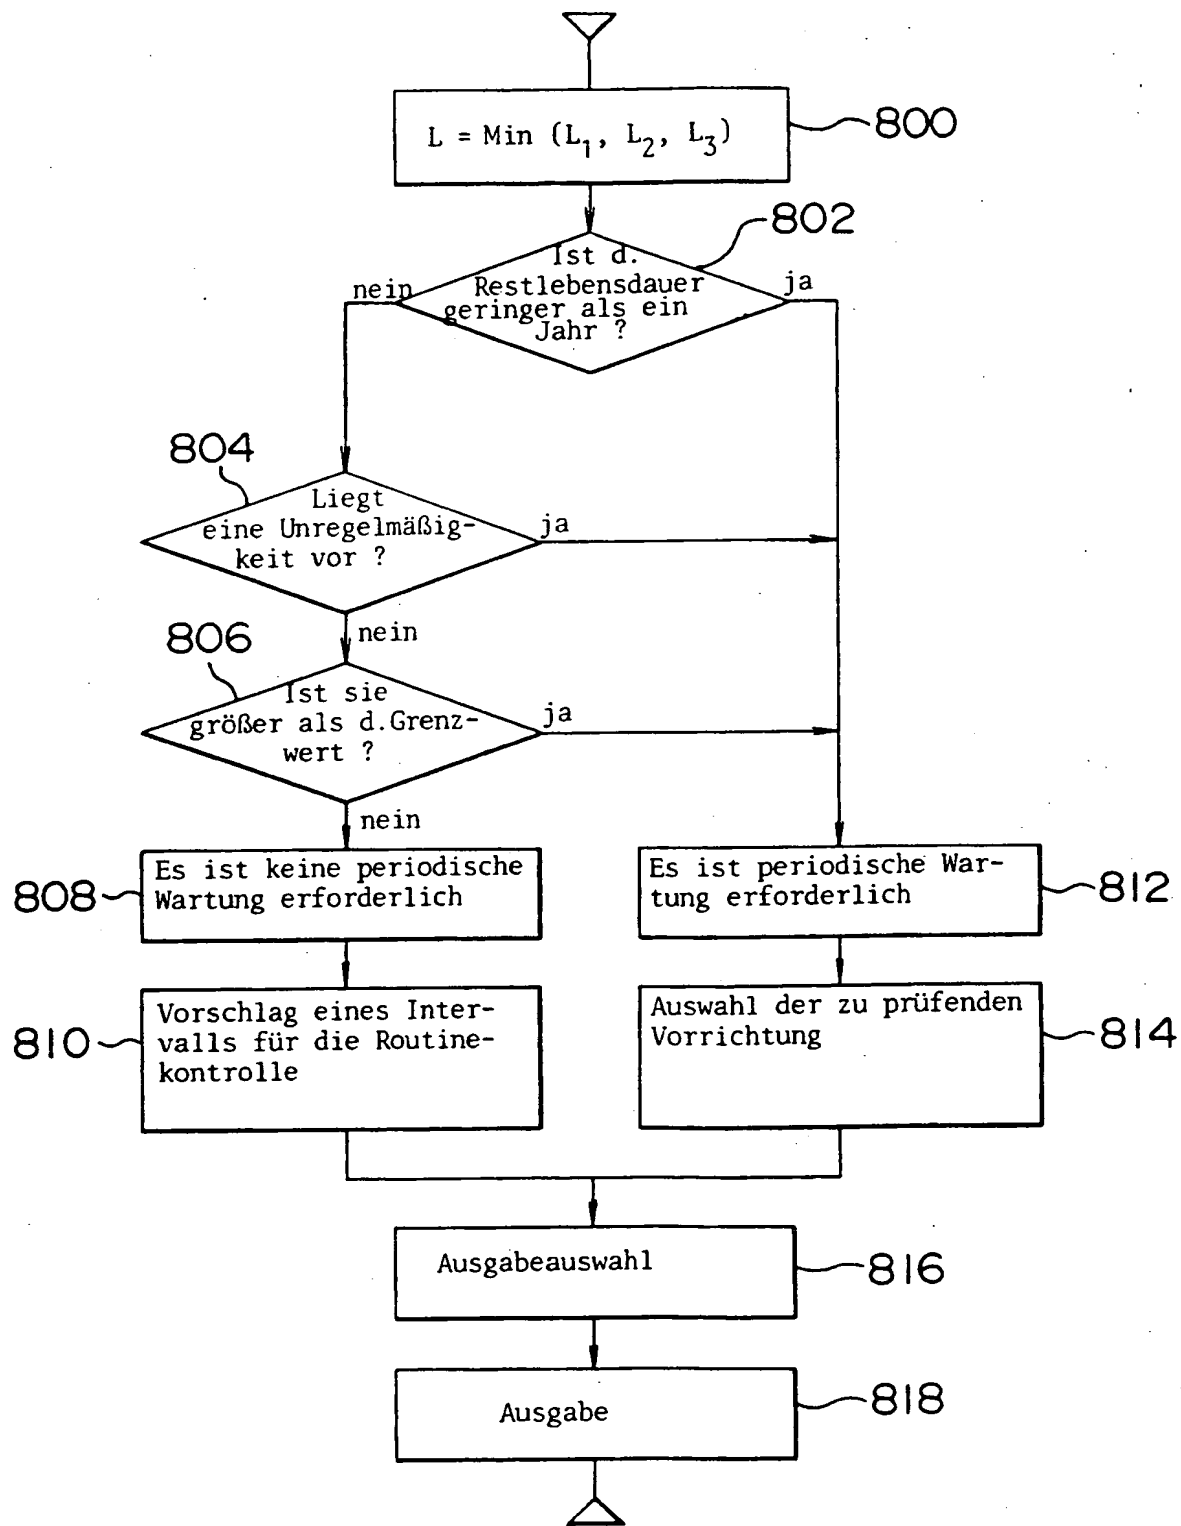 L = Min (L₁, L₂, L₃)
800
802
Ist d.
Restlebensdauer
geringer als ein
Jahr ?
nein
ja
804
Liegt
eine Unregelmäßig-
keit vor ?
ja
nein
806
Ist sie
größer als d.Grenz-
wert ?
ja
nein
Es ist keine periodische
Wartung erforderlich
808
Es ist periodische War-
tung erforderlich
812
Vorschlag eines Inter-
valls für die Routine-
kontrolle
810
Auswahl der zu prüfenden
Vorrichtung
814
Ausgabeauswahl
816
Ausgabe
818